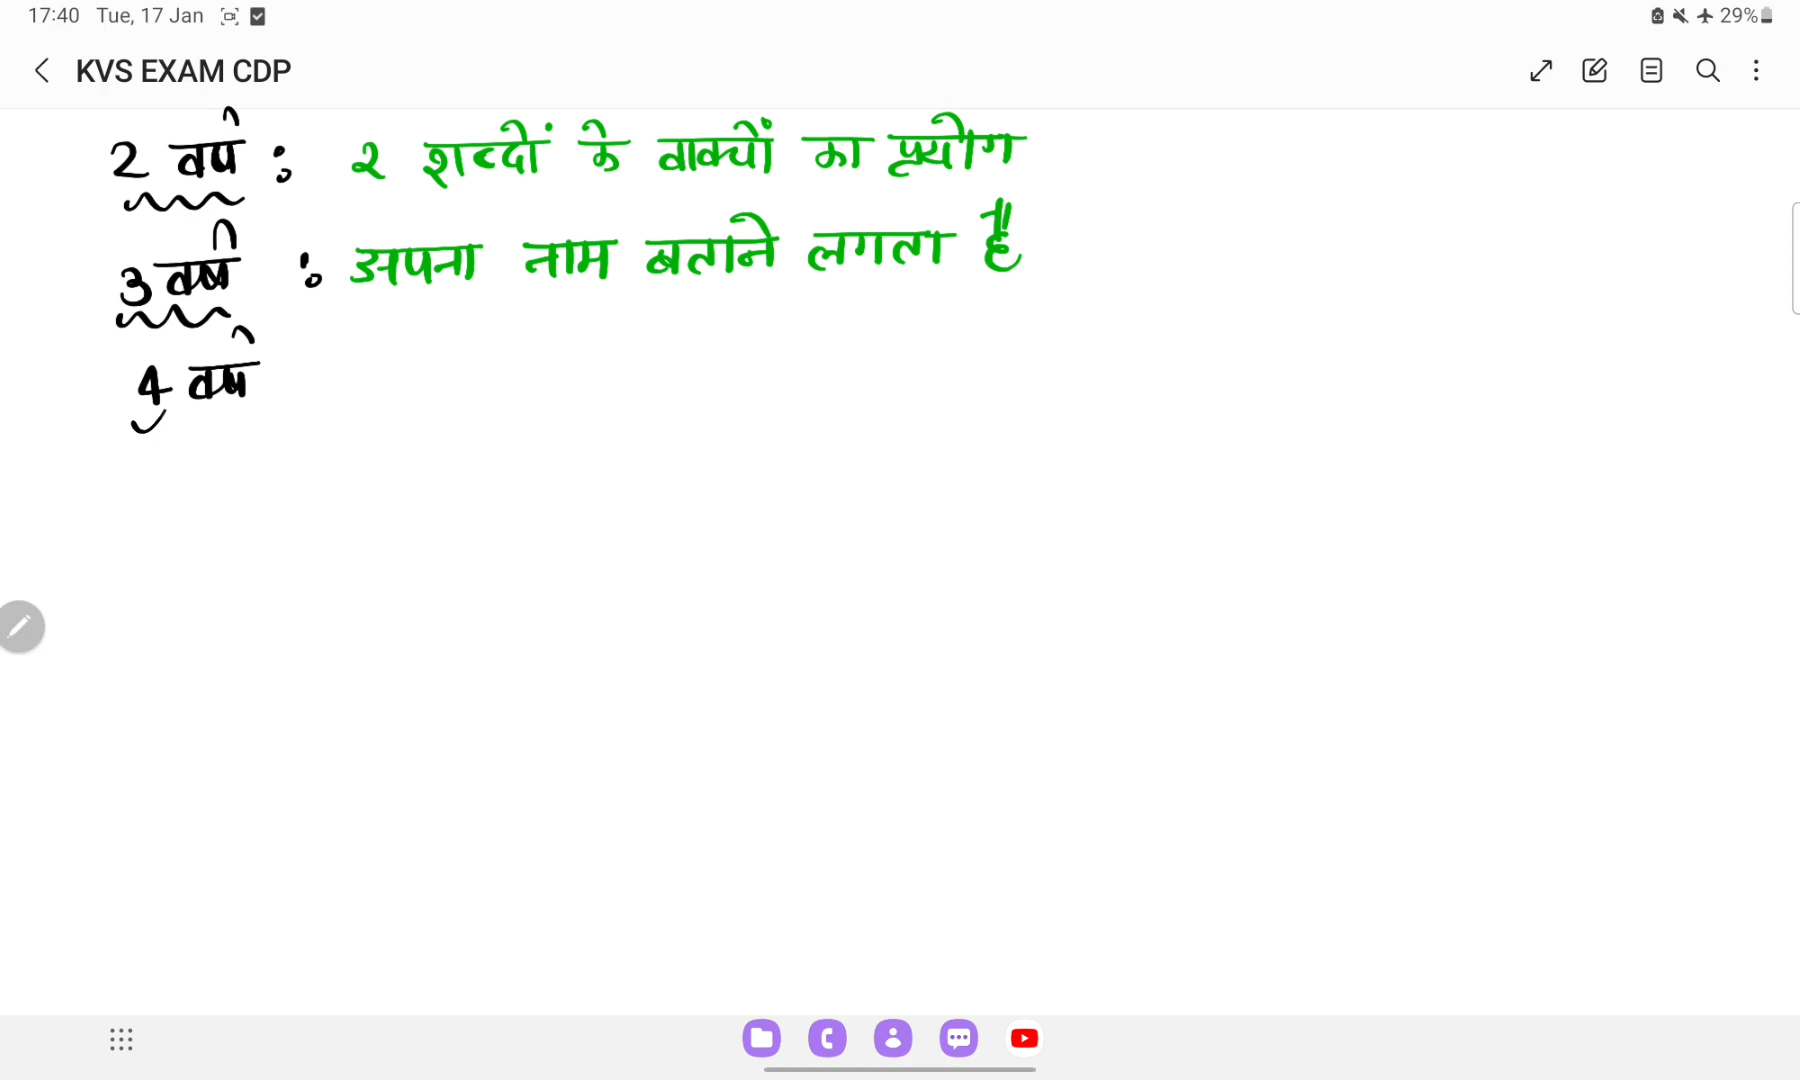 17:40 Tue, 17 Jan 29%
KVS EXAM CDP
2 वर्ष : २ शब्दों के वाक्यों का प्रयोग
3 वर्ष : अपना नाम बताने लगता है
4 वर्ष